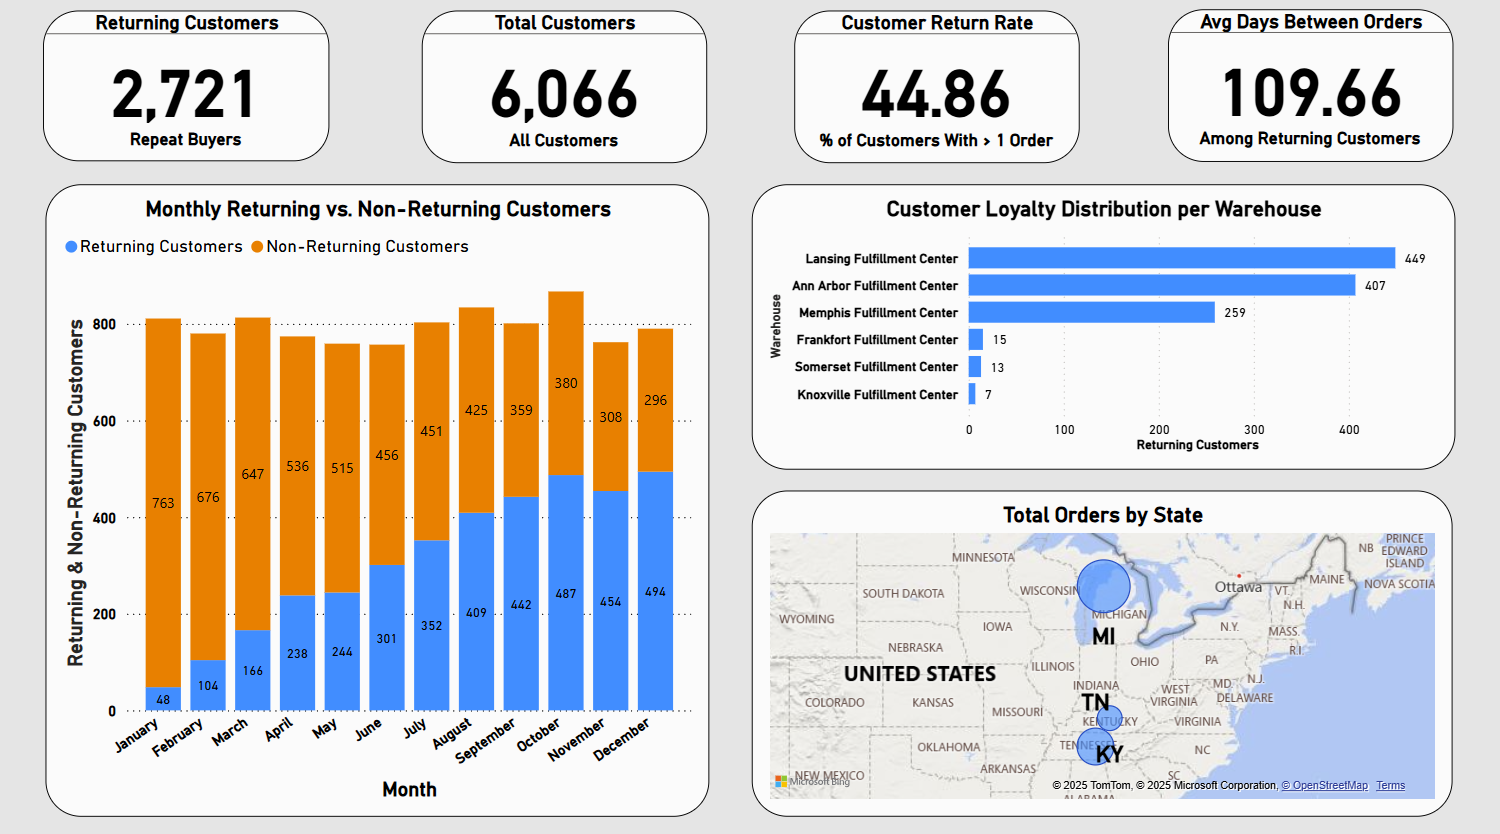 Returning Customers
2,721
Repeat Buyers
Total Customers
6,066
All Customers
Customer Return Rate
44.86
% of Customers With > 1 Order
Avg Days Between Orders
109.66
Among Returning Customers
Monthly Returning vs. Non-Returning Customers
Returning Customers Non-Returning Customers
Returning & Non-Returning Customers
800
600
400
200
0
763 676 647 536 515 456 451 425 359 380 308 296
48 104 166 238 244 301 352 409 442 487 454 494
January February March April May June July August September October November December
Month
Customer Loyalty Distribution per Warehouse
Warehouse
Lansing Fulfillment Center 449
Ann Arbor Fulfillment Center 407
Memphis Fulfillment Center 259
Frankfort Fulfillment Center 15
Somerset Fulfillment Center 13
Knoxville Fulfillment Center 7
0 100 200 300 400
Returning Customers
Total Orders by State
PRINCE
EDWARD
ISLAND
NB
MINNESOTA
MAINE
NOVA SCOTIA
Ottawa
VT.
SOUTH DAKOTA
WISCONSIN
N.H.
WYOMING
MICHIGAN
IOWA
N.Y.
MASS.
MI
NEBRASKA
R.I.
ILLINOIS
OHIO
PA
UNITED STATES
N.J.
INDIANA
MD.
WEST
VIRGINIA
DELAWARE
COLORADO
KANSAS
TN
MISSOURI
KENTUCKY
VIRGINIA
OKLAHOMA
TENNESSEE
NC
KY
ARKANSAS
NEW MEXICO
SC
Microsoft Bing
© 2025 TomTom, © 2025 Microsoft Corporation, © OpenStreetMap Terms
ALABAMA